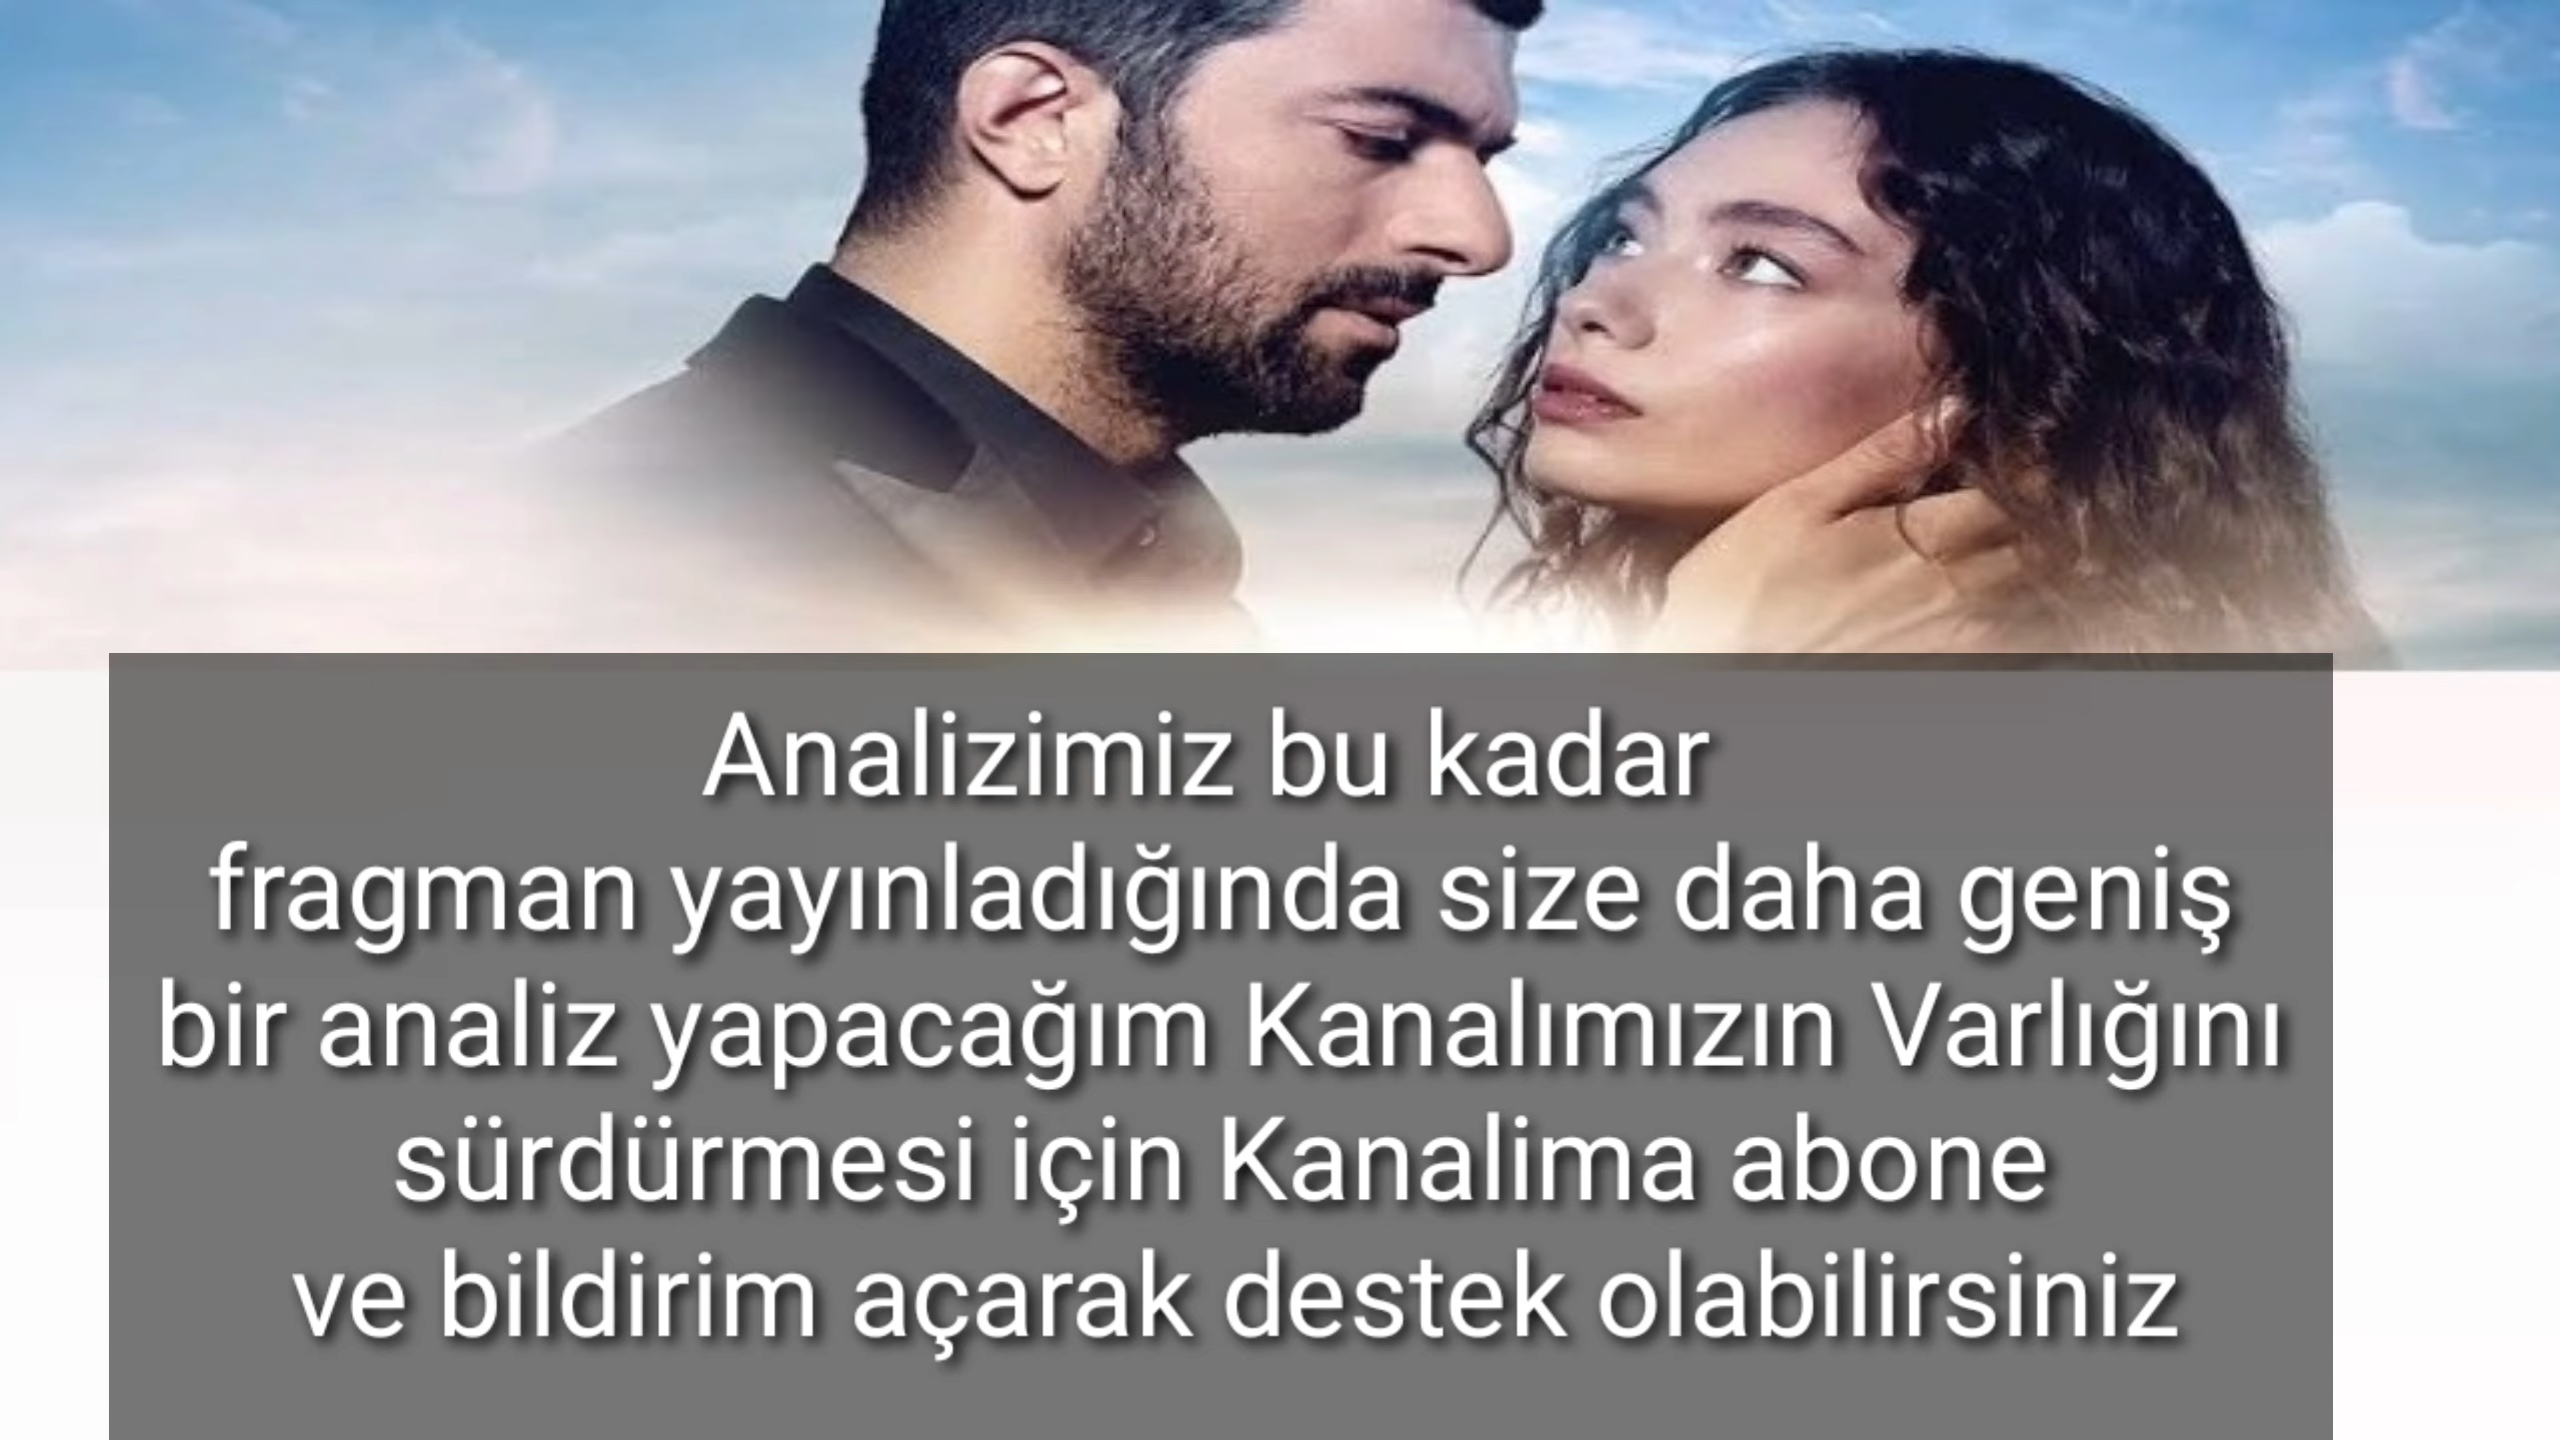 Analizimiz bu kadar
fragman yayınladığında size daha geniş
bir analiz yapacağım Kanalımızın Varlığını
sürdürmesi için Kanalima abone
ve bildirim açarak destek olabilirsiniz